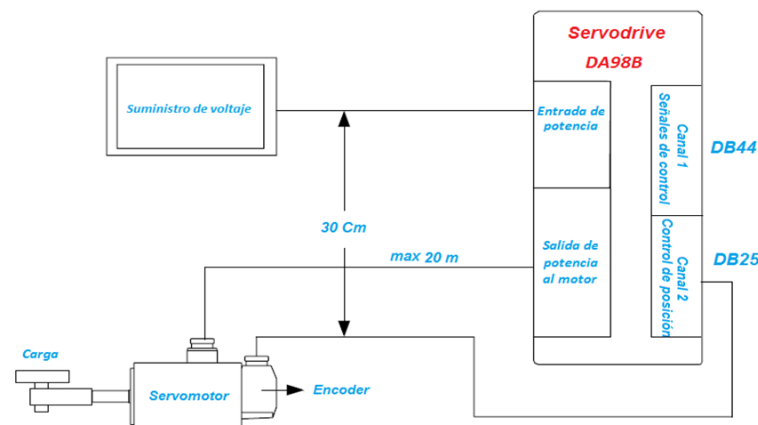 Servodrive
DA98B
Suministro de voltaje
Entrada de
potencia
Canal 1
Señales de control
DB44
30 Cm
max 20 m
Salida de
potencia
al motor
Canal 2
Control de posición
DB25
Carga
Servomotor
Encoder